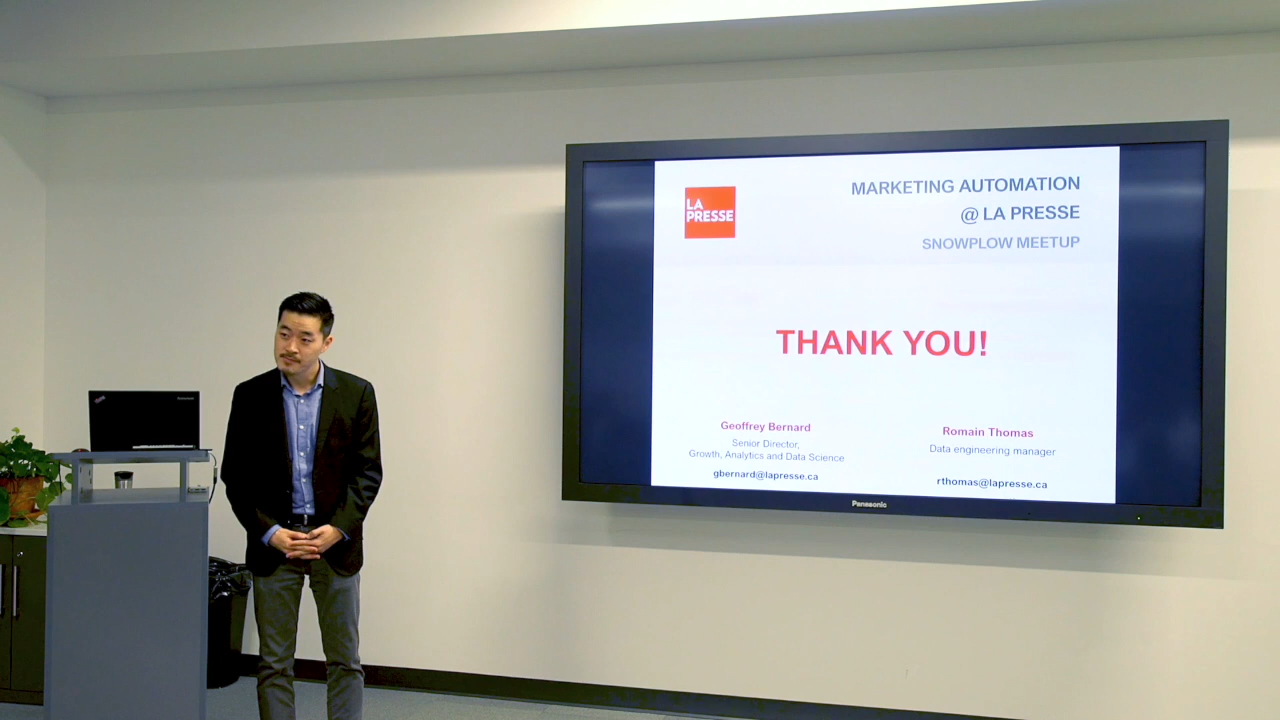 LA
PRESSE
MARKETING AUTOMATION
@ LA PRESSE
SNOWPLOW MEETUP
THANK YOU!
Geoffrey Bernard
Senior Director,
Growth, Analytics and Data Science
gbernard@lapresse.ca
Romain Thomas
Data engineering manager
rthomas@lapresse.ca
Panasonic